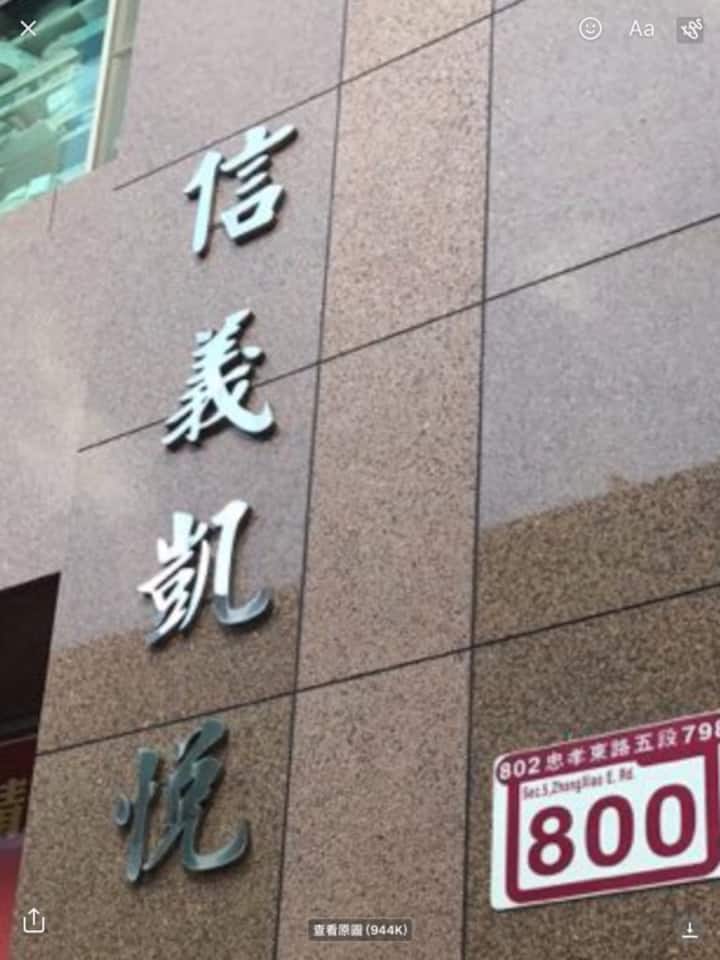 Aa
信義凱悅
802忠孝東路五段798
Sec.5,ZhongXiao E. Rd.
800
查看原圖 (944K)